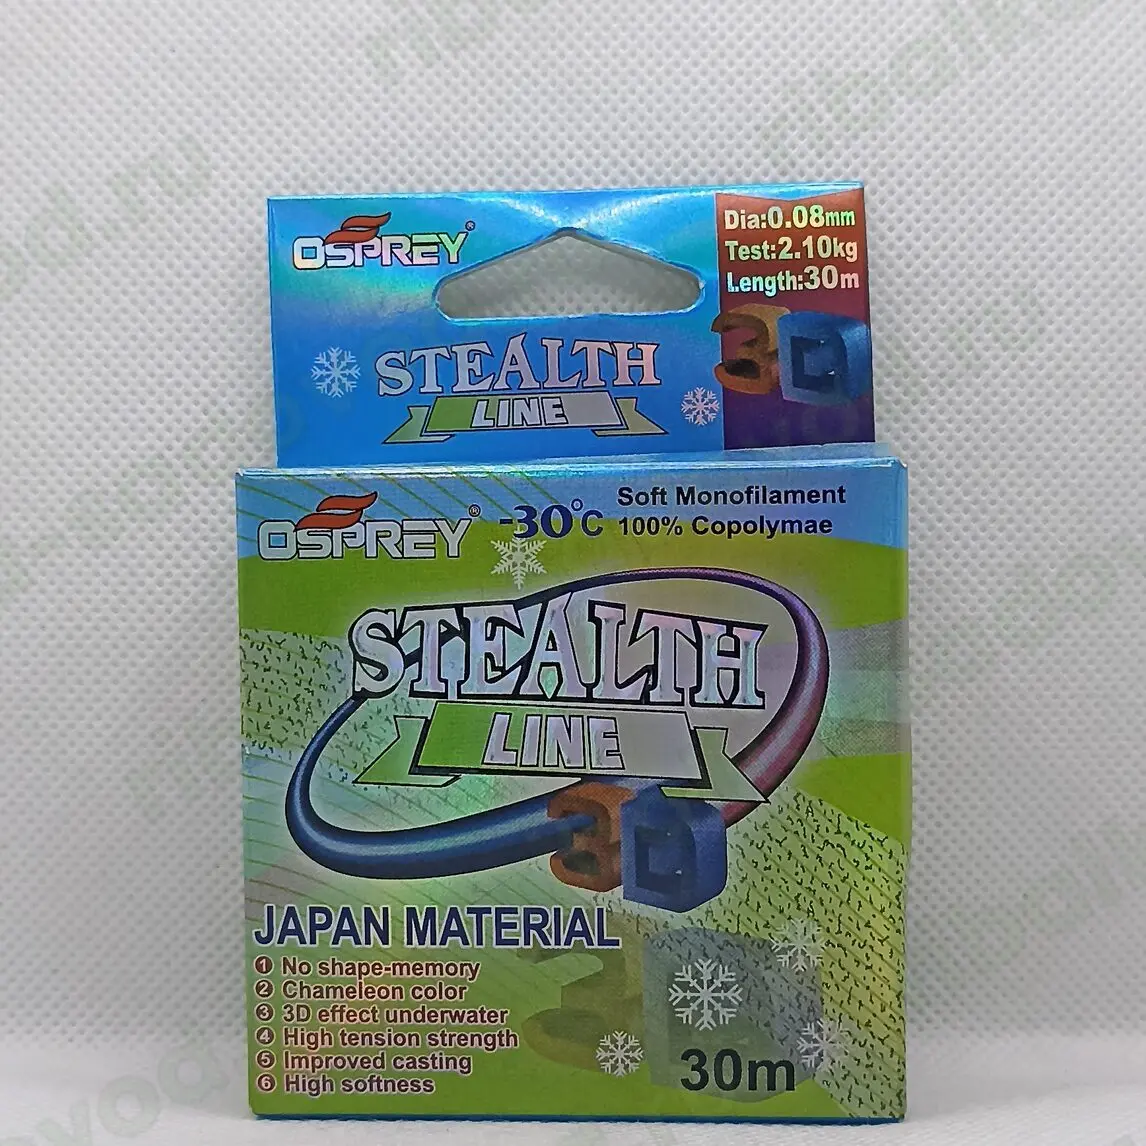 OSPREY®
Dia:0.08mm
Test:2.10kg
Length:30m
3D
STEALTH
LINE
OSPREY®
-30°C
Soft Monofilament
100% Copolymae
STEALTH
LINE
3D
JAPAN MATERIAL
1 No shape-memory
2 Chameleon color
3 3D effect underwater
4 High tension strength
5 Improved casting
6 High softness
30m